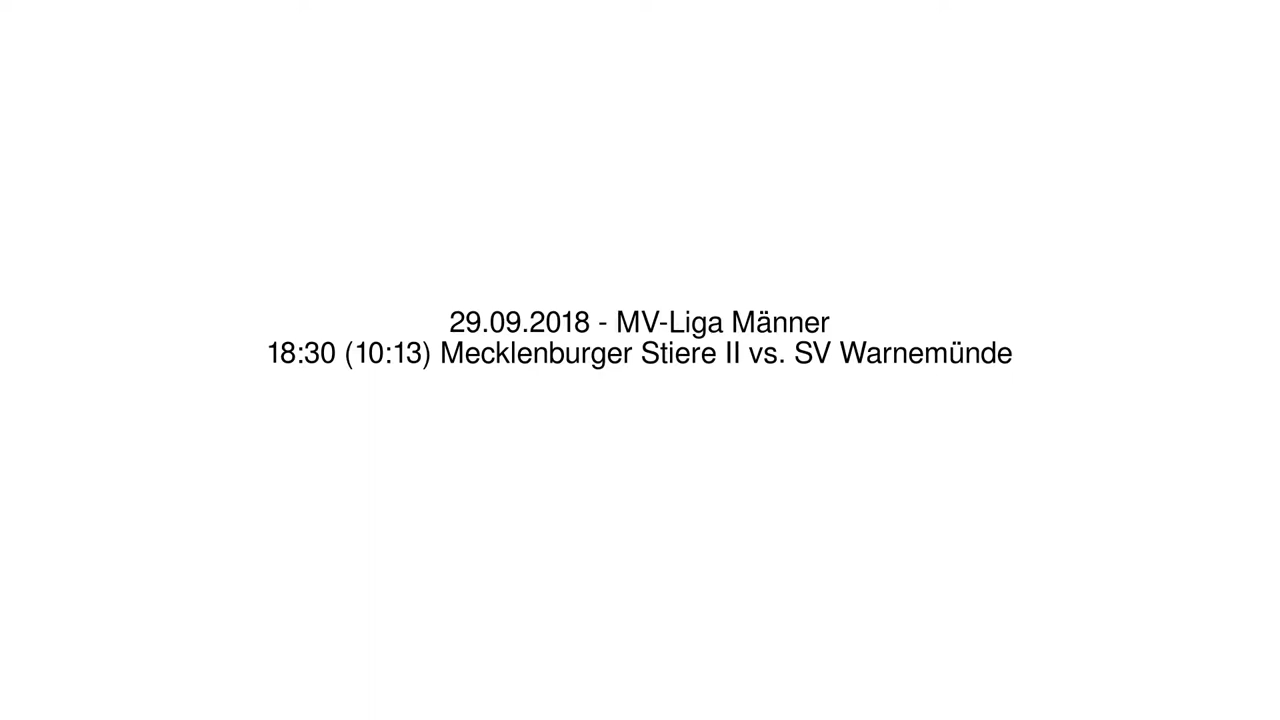 29.09.2018 - MV-Liga Männer
18:30 (10:13) Mecklenburger Stiere II vs. SV Warnemünde